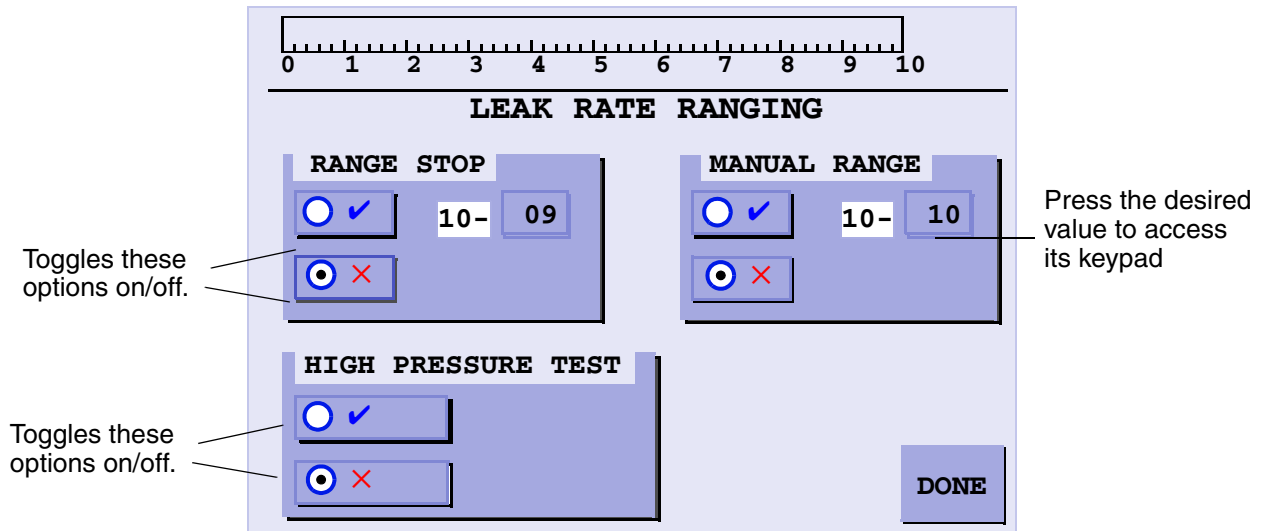 0 1 2 3 4 5 6 7 8 9 10
LEAK RATE RANGING
RANGE STOP
10- 09
MANUAL RANGE
10- 10
Toggles these
options on/off.
Press the desired
value to access
its keypad
HIGH PRESSURE TEST
Toggles these
options on/off.
DONE